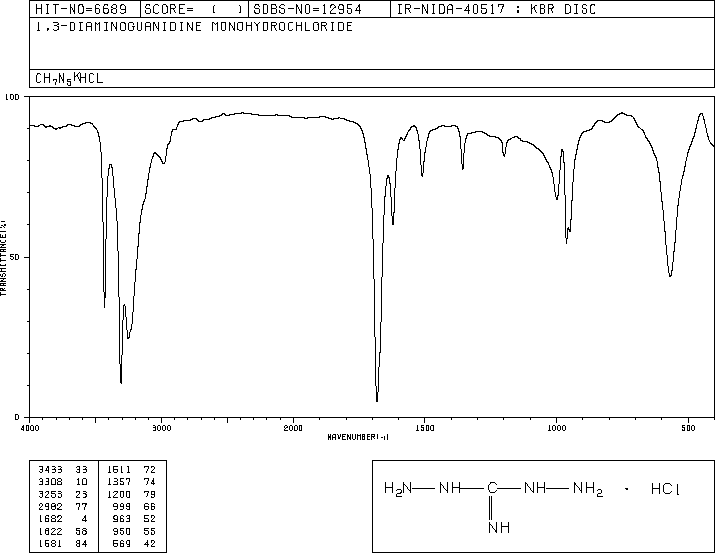 HIT-NO=6689 SCORE= ( ) SDBS-NO=12954 IR-NIDA-40517 : KBR DISC
1,3-DIAMINOGUANIDINE MONOHYDROCHLORIDE
CH7N5·HCL
100
TRANSMITTANCE(%)
50
0
4000 3000 2000 1500 1000 500
WAVENUMBER(-1)
3433 33 1511 72
3308 10 1357 74
3253 23 1200 79
2982 77 999 66
1682 4 963 52
1622 58 950 55
1581 84 569 42
H2N NH C NH NH2 · HCl
NH